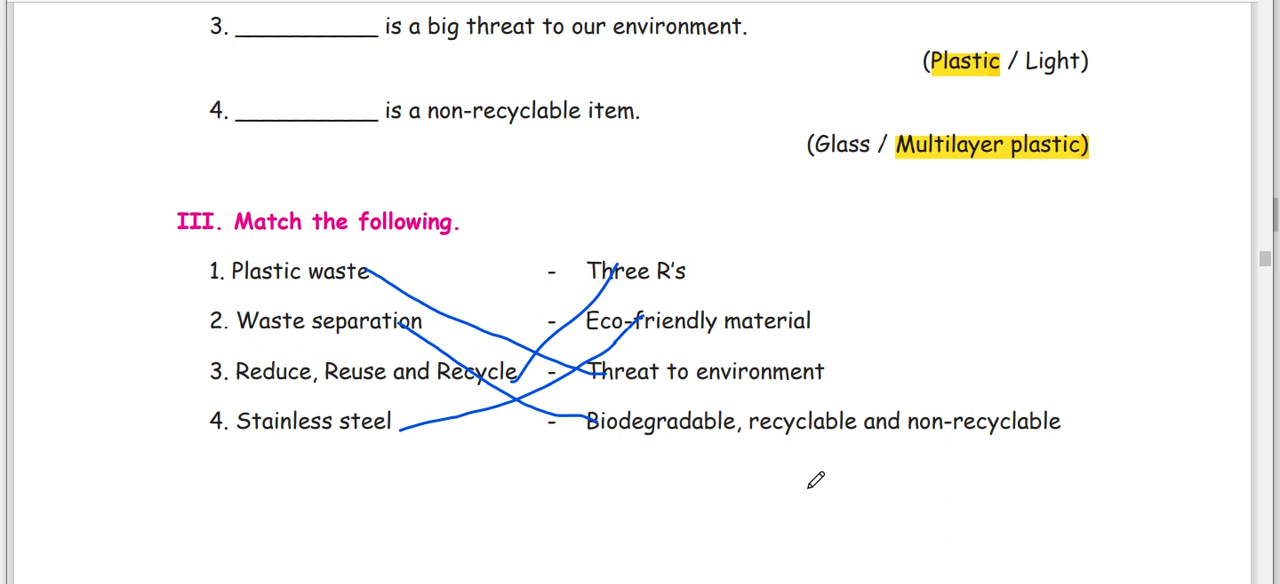 3. ___________ is a big threat to our environment.
(Plastic / Light)
4. ___________ is a non-recyclable item.
(Glass / Multilayer plastic)
III. Match the following.
1. Plastic waste - Three R's
2. Waste separation - Eco-friendly material
3. Reduce, Reuse and Recycle - Threat to environment
4. Stainless steel - Biodegradable, recyclable and non-recyclable